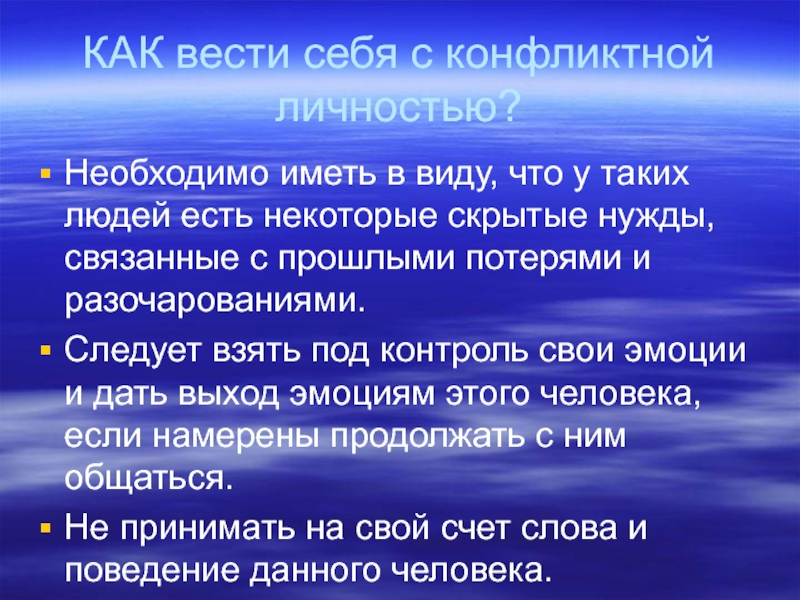 КАК вести себя с конфликтной
личностью?
Необходимо иметь в виду, что у таких
людей есть некоторые скрытые нужды,
связанные с прошлыми потерями и
разочарованиями.
Следует взять под контроль свои эмоции
и дать выход эмоциям этого человека,
если намерены продолжать с ним
общаться.
Не принимать на свой счет слова и
поведение данного человека.